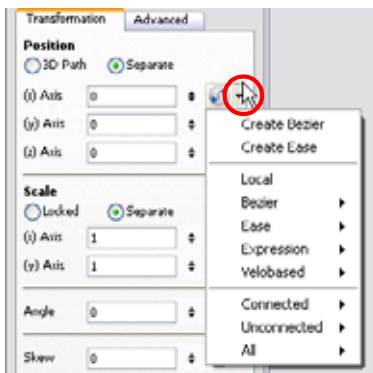 Transformation Advanced
Position
3D Path Separate
(i) Axis 0
(y) Axis 0
(z) Axis 0
Create Bezier
Create Ease
Local
Bezier
Ease
Expression
Velobased
Connected
Unconnected
All
Scale
Locked Separate
(i) Axis 1
(y) Axis 1
Angle 0
Skew 0